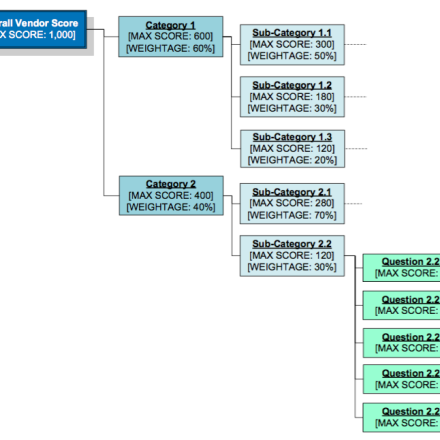 rall Vendor Score
X SCORE: 1,000]
Category 1
[MAX SCORE: 600]
[WEIGHTAGE: 60%]
Sub-Category 1.1
[MAX SCORE: 300]
[WEIGHTAGE: 50%]
Sub-Category 1.2
[MAX SCORE: 180]
[WEIGHTAGE: 30%]
Sub-Category 1.3
[MAX SCORE: 120]
[WEIGHTAGE: 20%]
Category 2
[MAX SCORE: 400]
[WEIGHTAGE: 40%]
Sub-Category 2.1
[MAX SCORE: 280]
[WEIGHTAGE: 70%]
Sub-Category 2.2
[MAX SCORE: 120]
[WEIGHTAGE: 30%]
Question 2.2
[MAX SCORE:
Question 2.2
[MAX SCORE:
Question 2.2
[MAX SCORE:
Question 2.2
[MAX SCORE:
Question 2.2
[MAX SCORE: